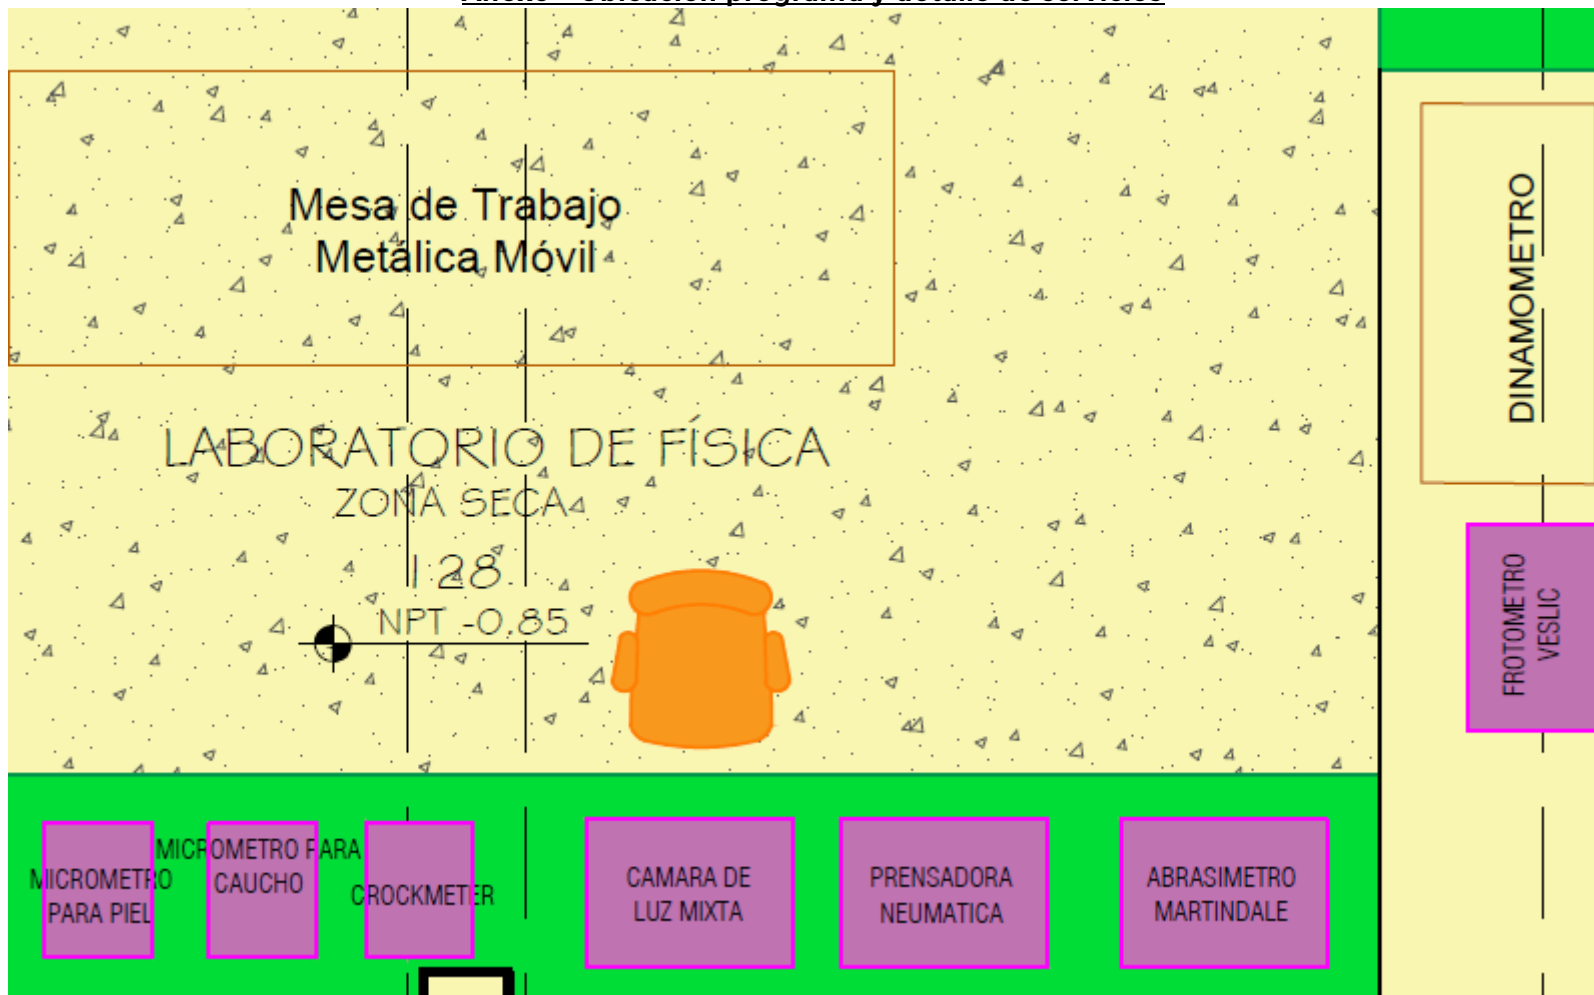 Mesa de Trabajo
Metálica Móvil
DINAMOMETRO
LABORATORIO DE FÍSICA
ZONA SECA
128
NPT -0.85
FROTOMETRO
VESLIC
MICROMETRO
PARA PIEL
MICROMETRO PARA
CAUCHO
CROCKMETER
CAMARA DE
LUZ MIXTA
PRENSADORA
NEUMATICA
ABRASIMETRO
MARTINDALE